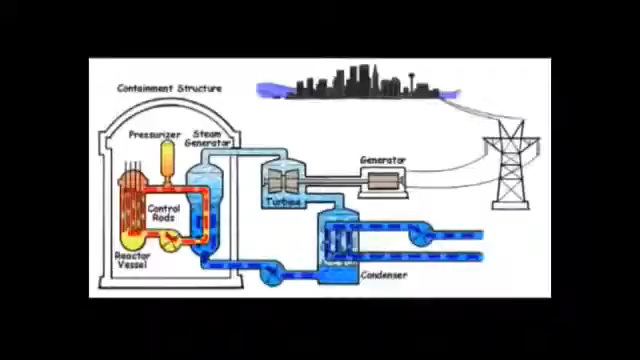 Containment Structure
Pressurizer
Steam
Generator
Control
Rods
Reactor
Vessel
Turbine
Generator
Condenser